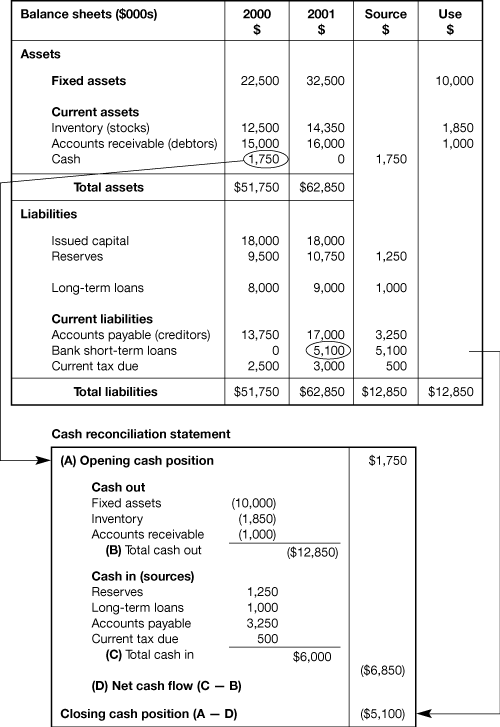 Balance sheets ($000s) 2000 2001 Source Use
$ $ $ $
Assets
Fixed assets 22,500 32,500 10,000
Current assets
Inventory (stocks) 12,500 14,350 1,850
Accounts receivable (debtors) 15,000 16,000 1,000
Cash 1,750 0 1,750
Total assets $51,750 $62,850
Liabilities
Issued capital 18,000 18,000
Reserves 9,500 10,750 1,250
Long-term loans 8,000 9,000 1,000
Current liabilities
Accounts payable (creditors) 13,750 17,000 3,250
Bank short-term loans 0 5,100 5,100
Current tax due 2,500 3,000 500
Total liabilities $51,750 $62,850 $12,850 $12,850
Cash reconciliation statement
(A) Opening cash position $1,750
Cash out
Fixed assets (10,000)
Inventory (1,850)
Accounts receivable (1,000)
(B) Total cash out ($12,850)
Cash in (sources)
Reserves 1,250
Long-term loans 1,000
Accounts payable 3,250
Current tax due 500
(C) Total cash in $6,000
($6,850)
(D) Net cash flow (C — B)
Closing cash position (A — D) ($5,100)